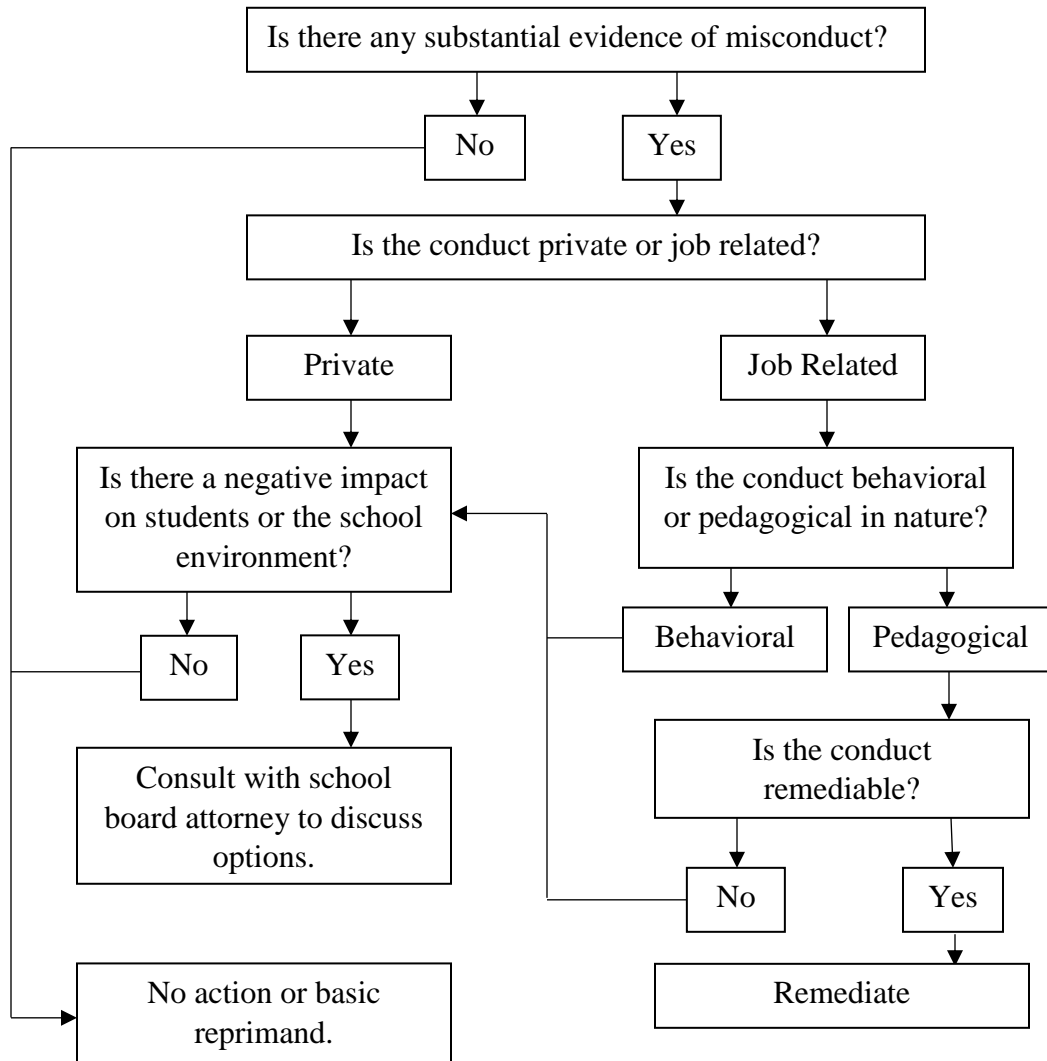 Is there any substantial evidence of misconduct?
No
Yes
Is the conduct private or job related?
Private
Job Related
Is there a negative impact
on students or the school
environment?
Is the conduct behavioral
or pedagogical in nature?
Behavioral
Pedagogical
No
Yes
Is the conduct
remediable?
Consult with school
board attorney to discuss
options.
No
Yes
No action or basic
reprimand.
Remediate